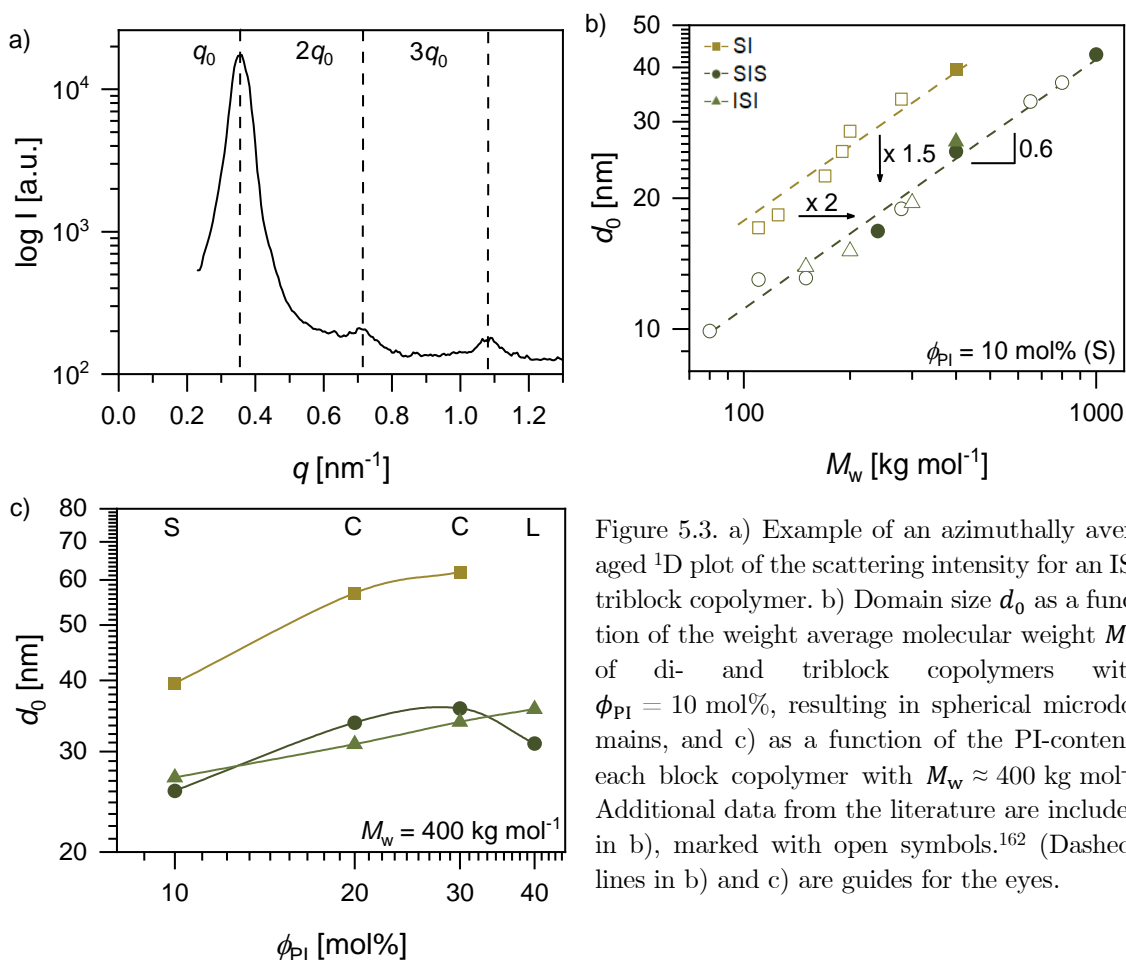 a)
q₀
2q₀
3q₀
10⁴
10³
10²
log I [a.u.]
0.0 0.2 0.4 0.6 0.8 1.0 1.2
q [nm⁻¹]
b)
SI
SIS
ISI
50
40
30
20
10
d₀ [nm]
x 1.5
x 2
0.6
ϕPI = 10 mol% (S)
100 1000
Mw [kg mol⁻¹]
c)
S C C L
80
70
60
50
40
30
20
d₀ [nm]
Mw = 400 kg mol⁻¹
10 20 30 40
ϕPI [mol%]
Figure 5.3. a) Example of an azimuthally aver
aged ¹D plot of the scattering intensity for an IS
triblock copolymer. b) Domain size d₀ as a func
tion of the weight average molecular weight M
of di- and triblock copolymers wit
ϕPI = 10 mol%, resulting in spherical microdo
mains, and c) as a function of the PI-conten
each block copolymer with Mw ≈ 400 kg mol⁻
Additional data from the literature are include
in b), marked with open symbols.¹⁶² (Dashed
lines in b) and c) are guides for the eyes.